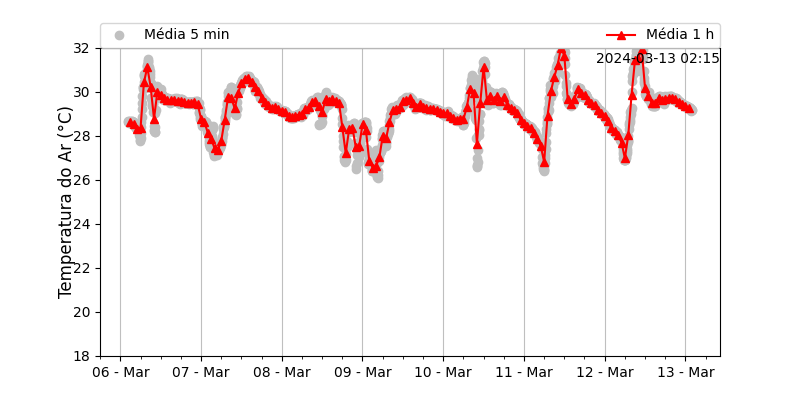 Média 5 min
Média 1 h
2024-03-13 02:15
Temperatura do Ar (°C)
32
30
28
26
24
22
20
18
06 - Mar
07 - Mar
08 - Mar
09 - Mar
10 - Mar
11 - Mar
12 - Mar
13 - Mar